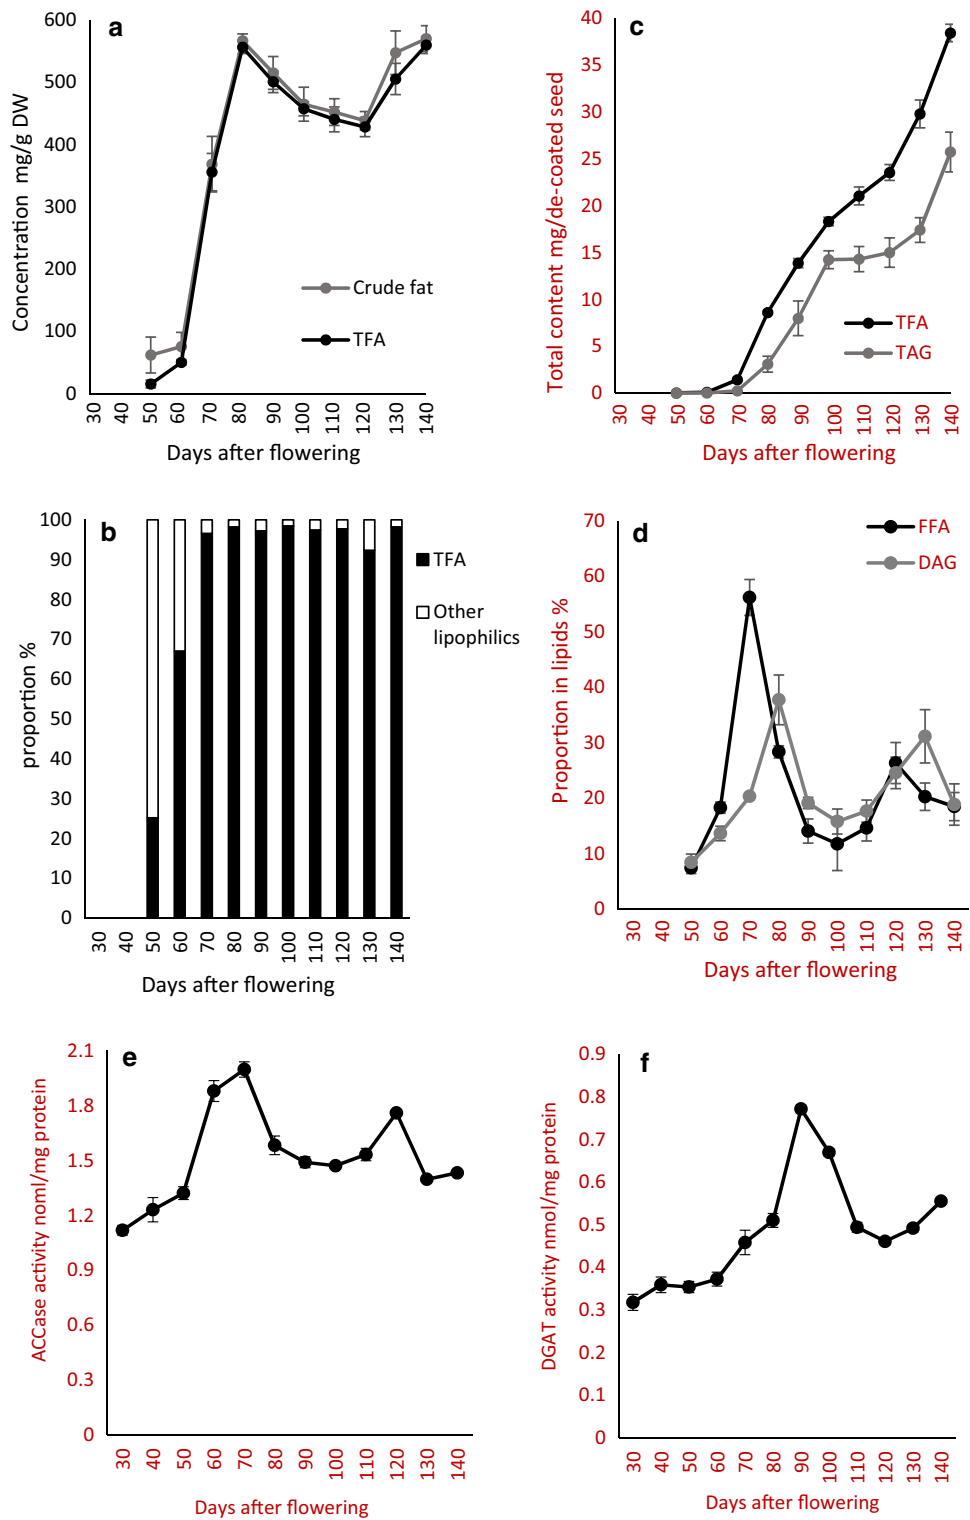 a
600
500
400
300
200
100
0
Concentration mg/g DW
Crude fat
TFA
30 40 50 60 70 80 90 100 110 120 130 140
Days after flowering
c
40
35
30
25
20
15
10
5
0
Total content mg/de-coated seed
TFA
TAG
30 40 50 60 70 80 90 100 110 120 130 140
Days after flowering
b
100
90
80
70
60
50
40
30
20
10
0
proportion %
TFA
Other
lipophilics
30 40 50 60 70 80 90 100 110 120 130 140
Days after flowering
d
70
60
50
40
30
20
10
0
Proportion in lipids %
FFA
DAG
30 40 50 60 70 80 90 100 110 120 130 140
Days after flowering
e
2.1
1.8
1.5
1.2
0.9
0.6
0.3
0
ACCase activity noml/mg protein
30 40 50 60 70 80 90 100 110 120 130 140
Days after flowering
f
0.9
0.8
0.7
0.6
0.5
0.4
0.3
0.2
0.1
0
DGAT activity nmol/mg protein
30 40 50 60 70 80 90 100 110 120 130 140
Days after flowering